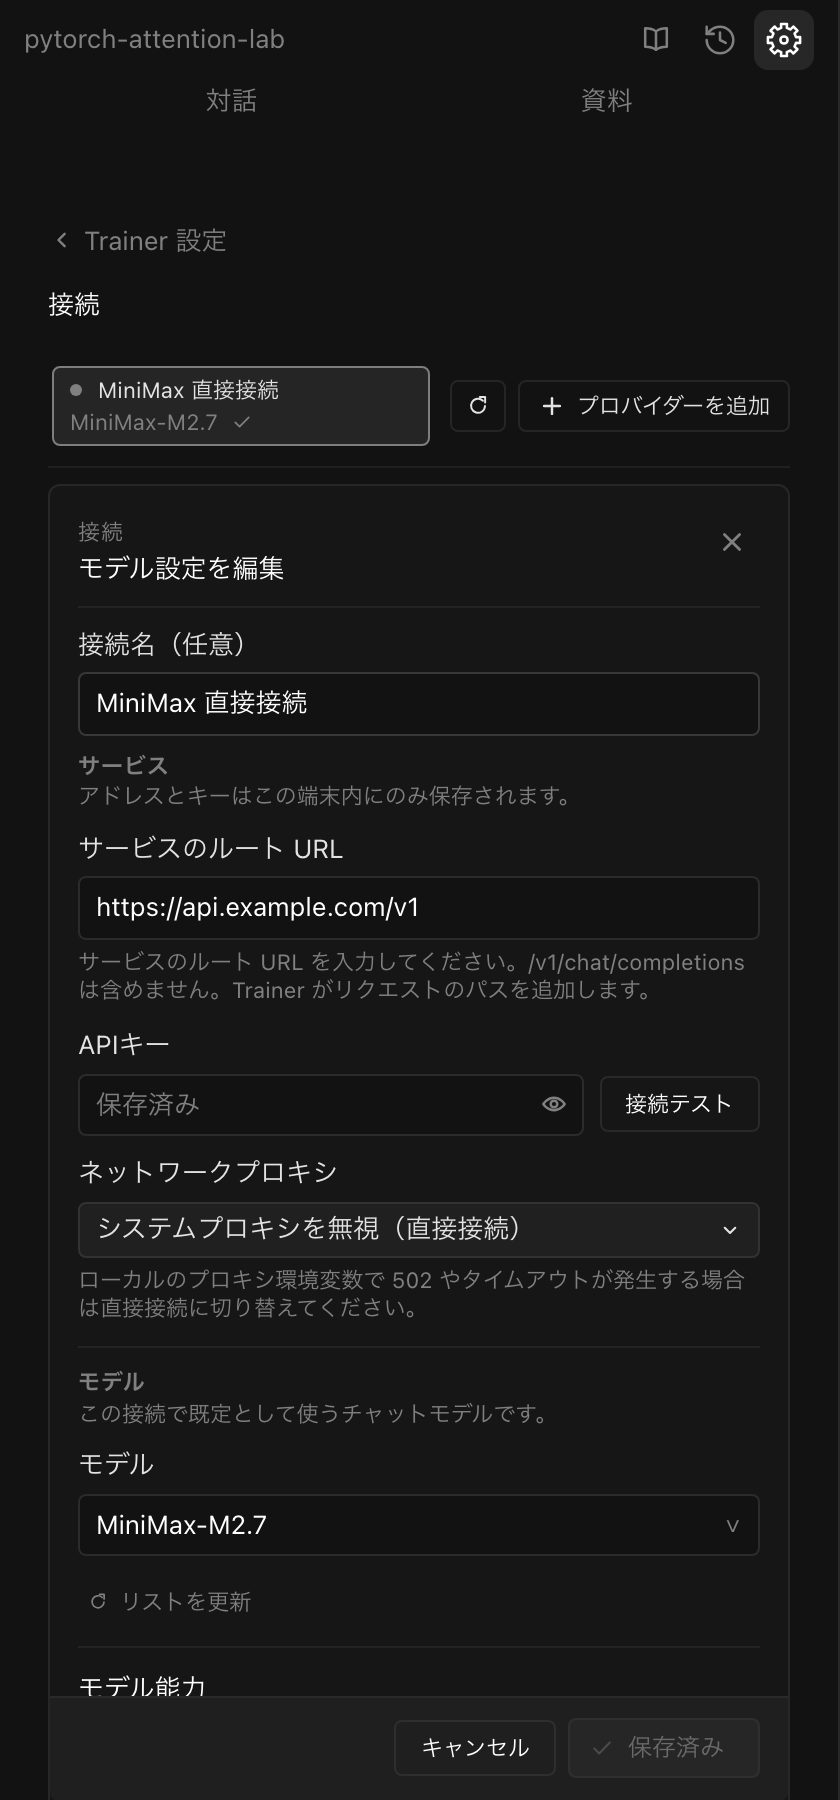 pytorch-attention-lab
対話
資料
Trainer 設定
接続
MiniMax 直接接続
MiniMax-M2.7
プロバイダーを追加
接続
モデル設定を編集
接続名（任意）
MiniMax 直接接続
サービス
アドレスとキーはこの端末内にのみ保存されます。
サービスのルート URL
https://api.example.com/v1
サービスのルート URL を入力してください。/v1/chat/completions
は含めません。Trainer がリクエストのパスを追加します。
APIキー
保存済み
接続テスト
ネットワークプロキシ
システムプロキシを無視（直接接続）
ローカルのプロキシ環境変数で 502 やタイムアウトが発生する場合
は直接接続に切り替えてください。
モデル
この接続で既定として使うチャットモデルです。
モデル
MiniMax-M2.7
リストを更新
モデル能力
キャンセル
保存済み